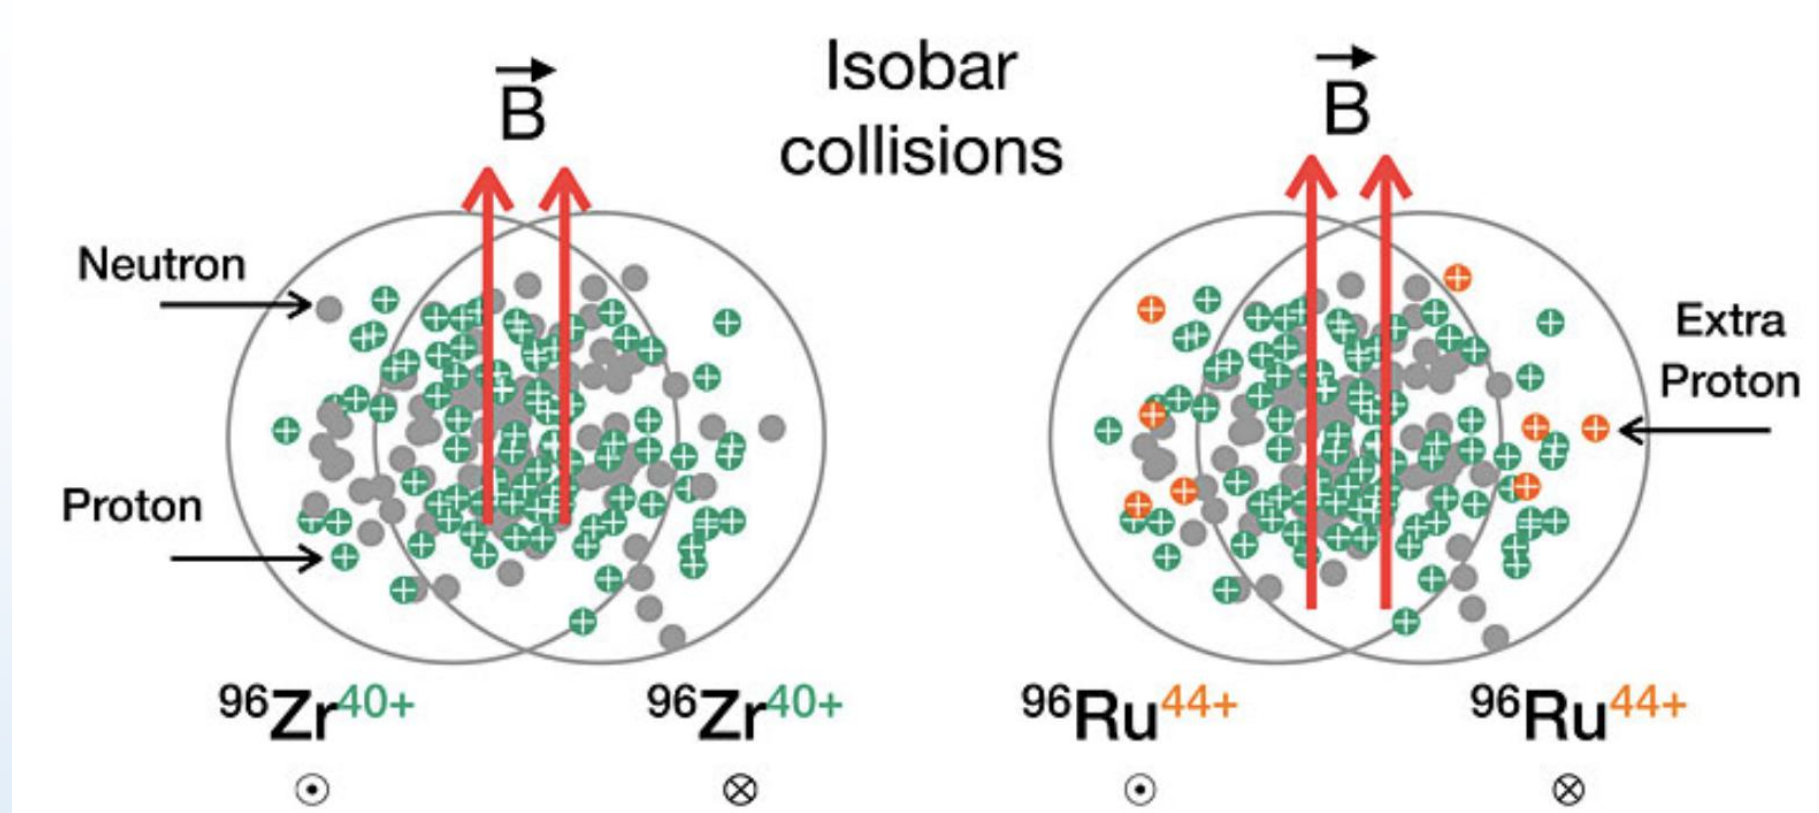 Isobar
collisions
B
B
Neutron
Extra
Proton
Proton
96Zr40+
96Zr40+
96Ru44+
96Ru44+